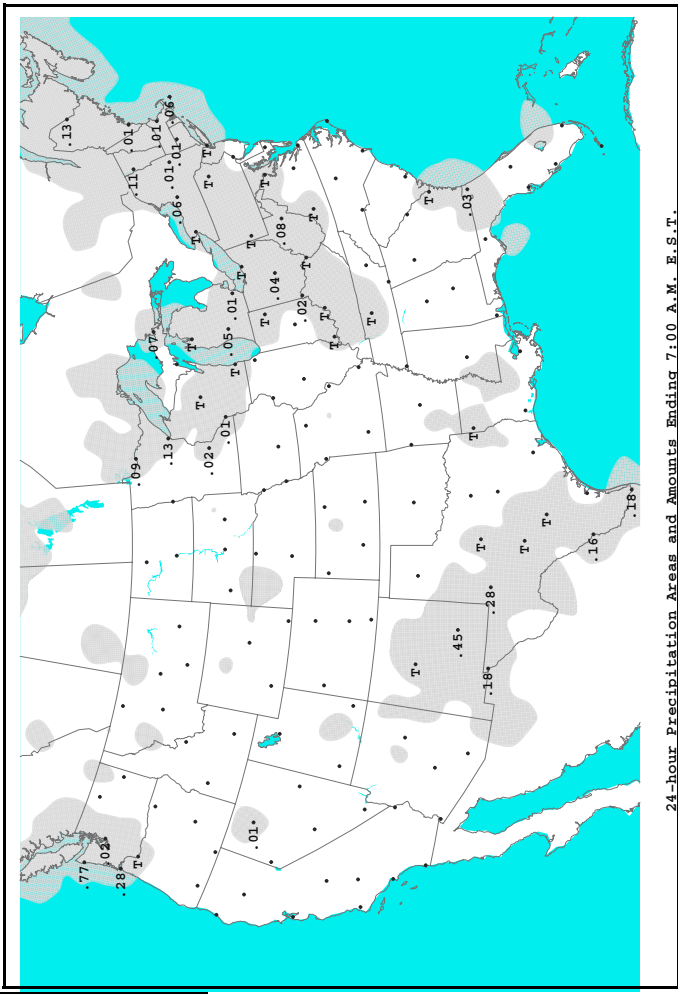 .13
.77
.02
.28
.01
.11
.09
T
.07
.01
.13
.01
.06
.01
.06
T
T
T
T
T
.02
.01
.05
.01
T
T
T
.01
T
T
.04
.08
.02
T
T
T
T
T
T
T
.45
.03
T
T
.18
.28
T
T
.16
.18
24-hour Precipitation Areas and Amounts Ending 7:00 A.M. E.S.T.